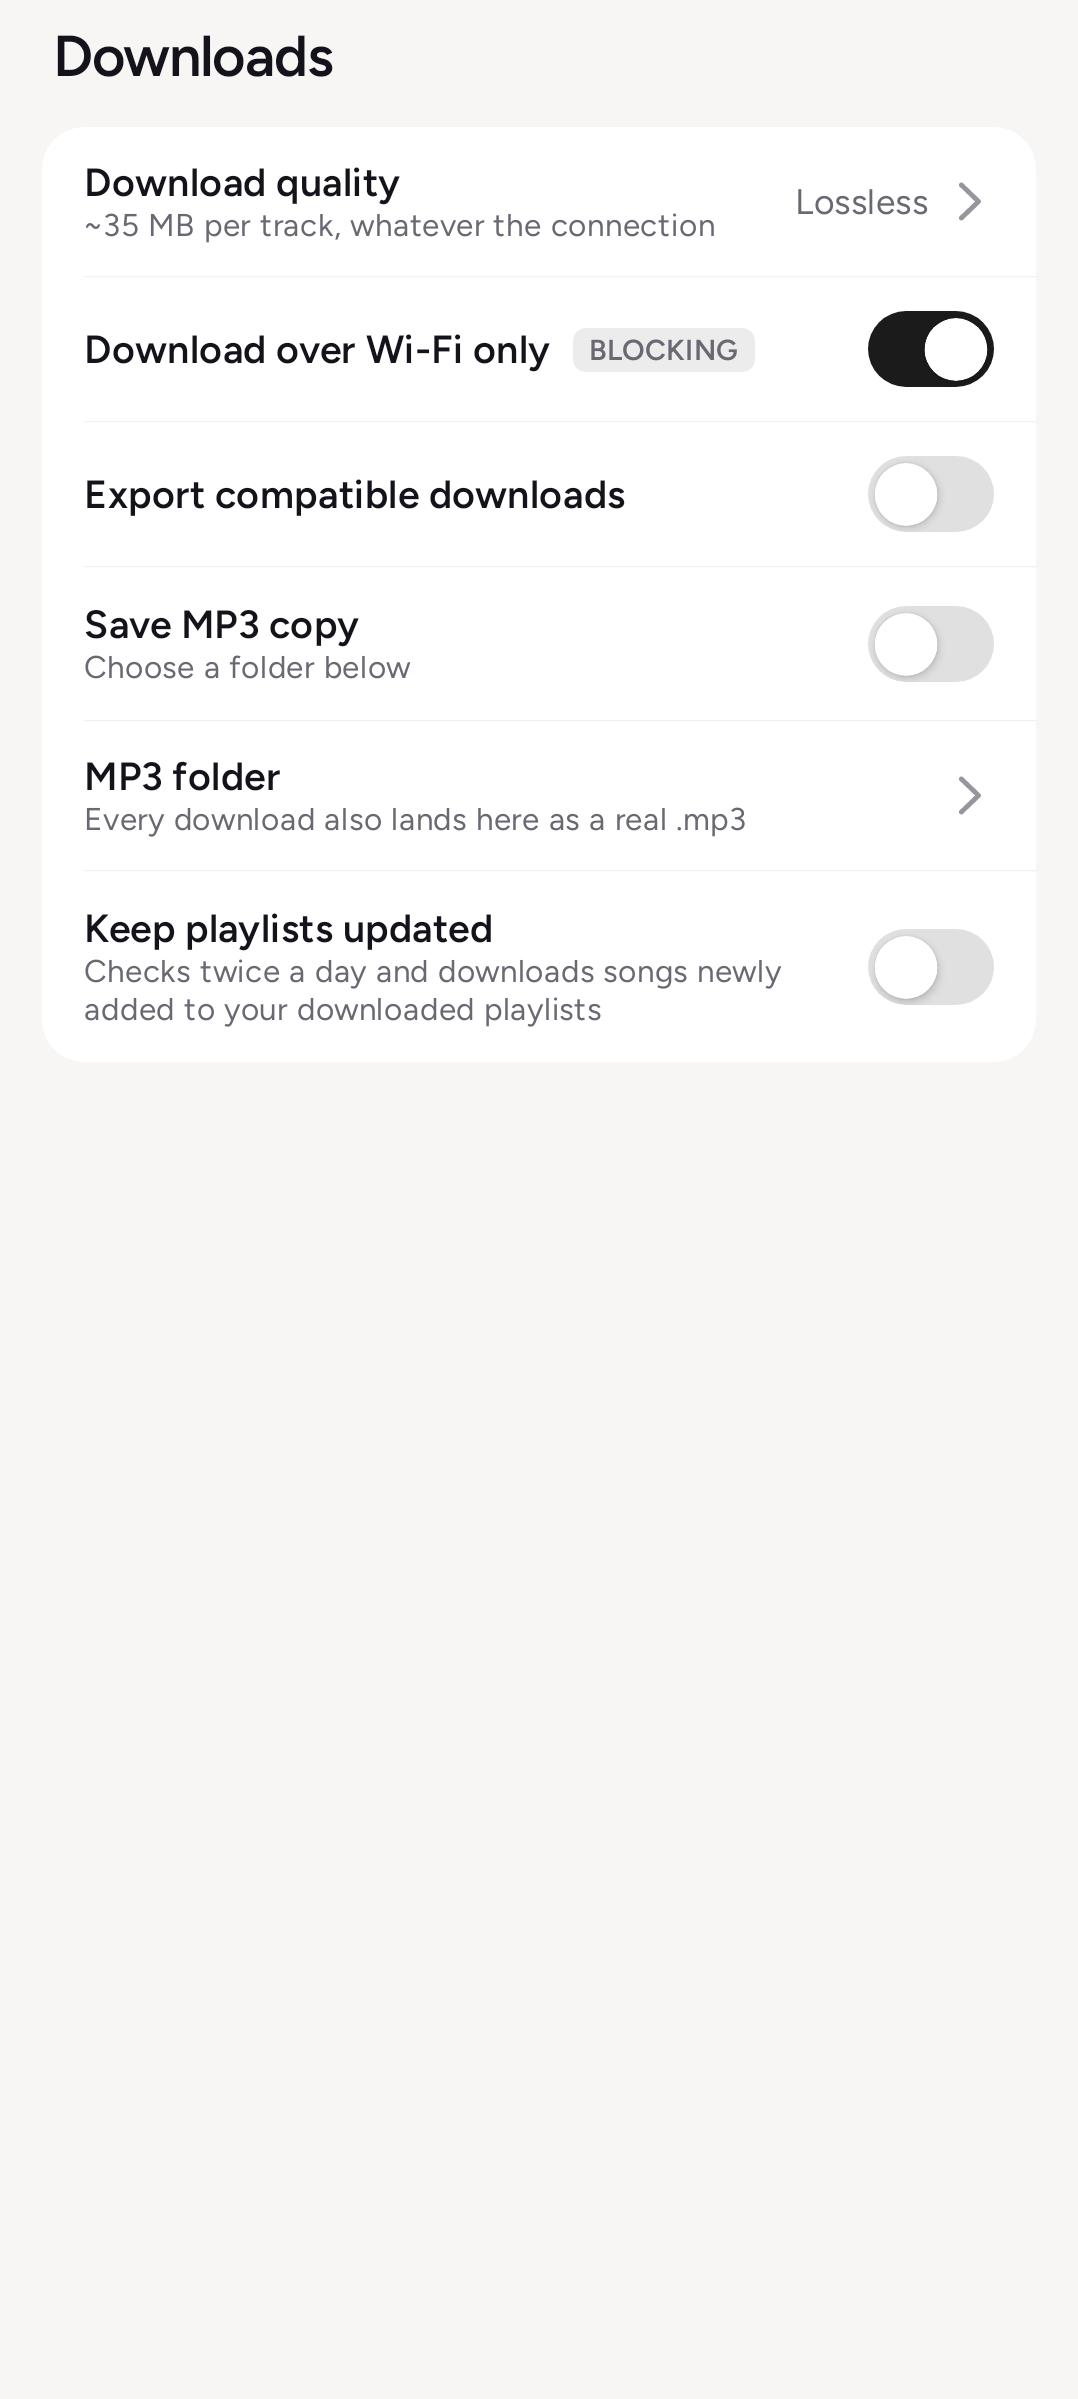 Downloads
Download quality
~35 MB per track, whatever the connection
Lossless
Download over Wi-Fi only BLOCKING
Export compatible downloads
Save MP3 copy
Choose a folder below
MP3 folder
Every download also lands here as a real .mp3
Keep playlists updated
Checks twice a day and downloads songs newly
added to your downloaded playlists